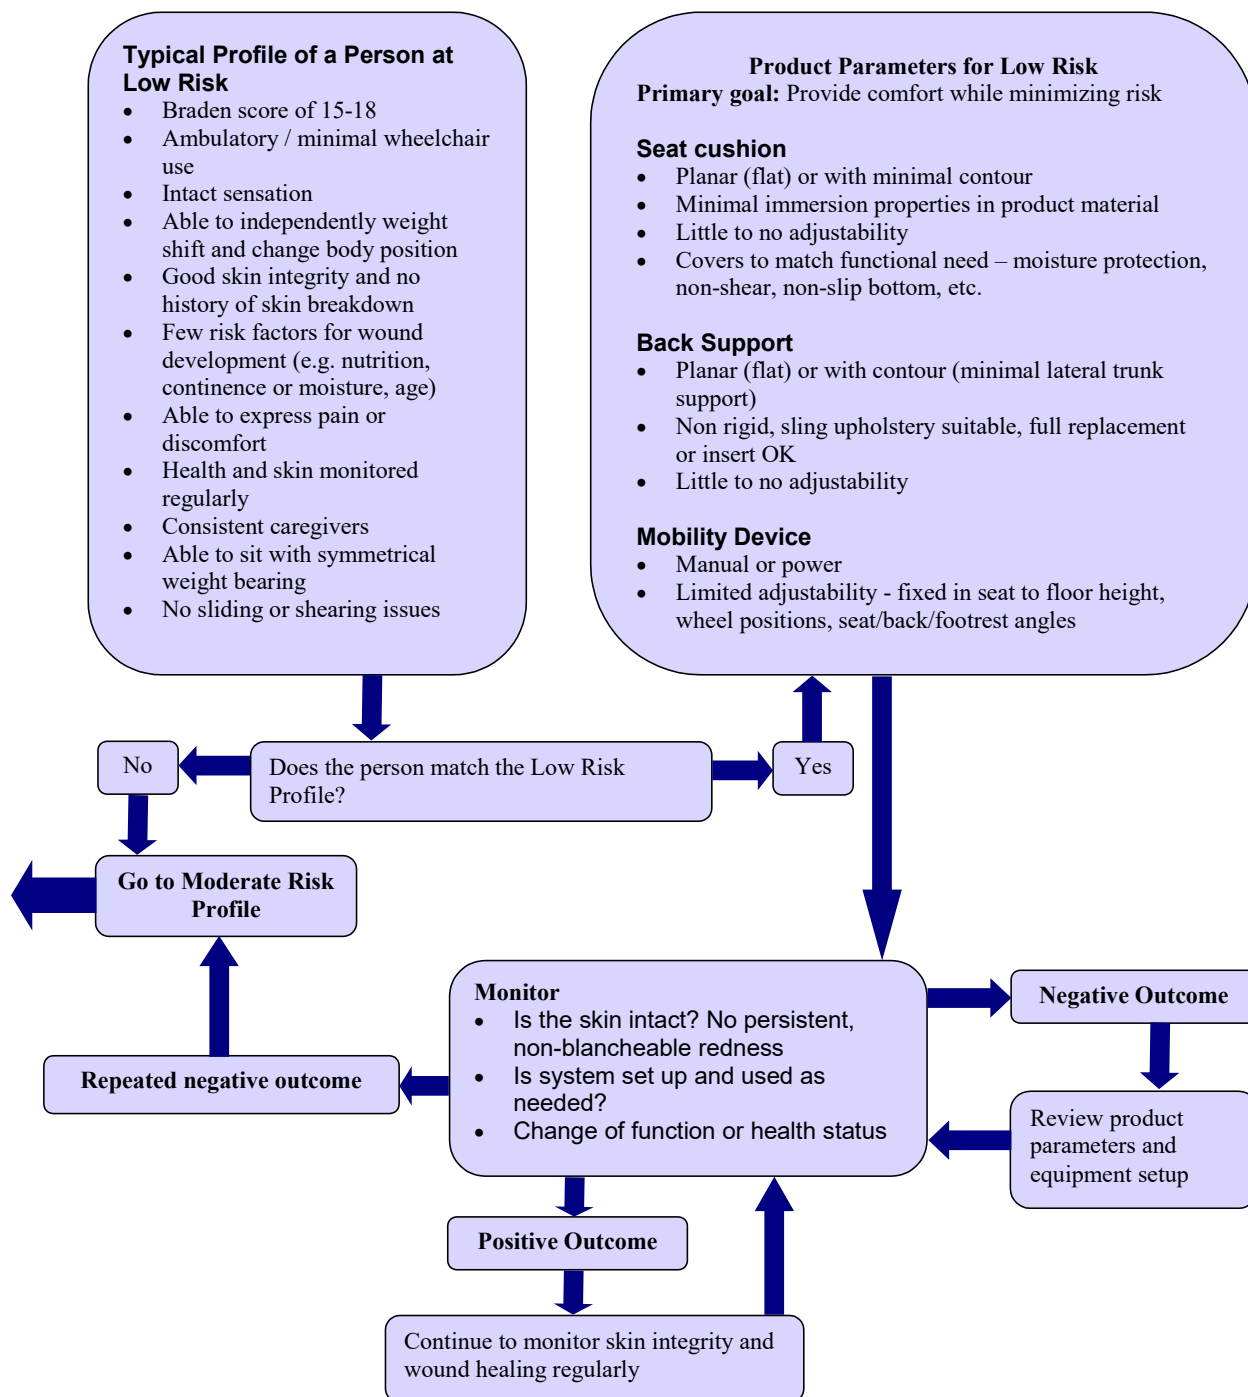 Typical Profile of a Person at
Low Risk
• Braden score of 15-18
• Ambulatory / minimal wheelchair
use
• Intact sensation
• Able to independently weight
shift and change body position
• Good skin integrity and no
history of skin breakdown
• Few risk factors for wound
development (e.g. nutrition,
continence or moisture, age)
• Able to express pain or
discomfort
• Health and skin monitored
regularly
• Consistent caregivers
• Able to sit with symmetrical
weight bearing
• No sliding or shearing issues
Product Parameters for Low Risk
Primary goal: Provide comfort while minimizing risk
Seat cushion
• Planar (flat) or with minimal contour
• Minimal immersion properties in product material
• Little to no adjustability
• Covers to match functional need – moisture protection,
non-shear, non-slip bottom, etc.
Back Support
• Planar (flat) or with contour (minimal lateral trunk
support)
• Non rigid, sling upholstery suitable, full replacement
or insert OK
• Little to no adjustability
Mobility Device
• Manual or power
• Limited adjustability - fixed in seat to floor height,
wheel positions, seat/back/footrest angles
No
Does the person match the Low Risk
Profile?
Yes
Go to Moderate Risk
Profile
Monitor
• Is the skin intact? No persistent,
non-blancheable redness
• Is system set up and used as
needed?
• Change of function or health status
Negative Outcome
Repeated negative outcome
Review product
parameters and
equipment setup
Positive Outcome
Continue to monitor skin integrity and
wound healing regularly